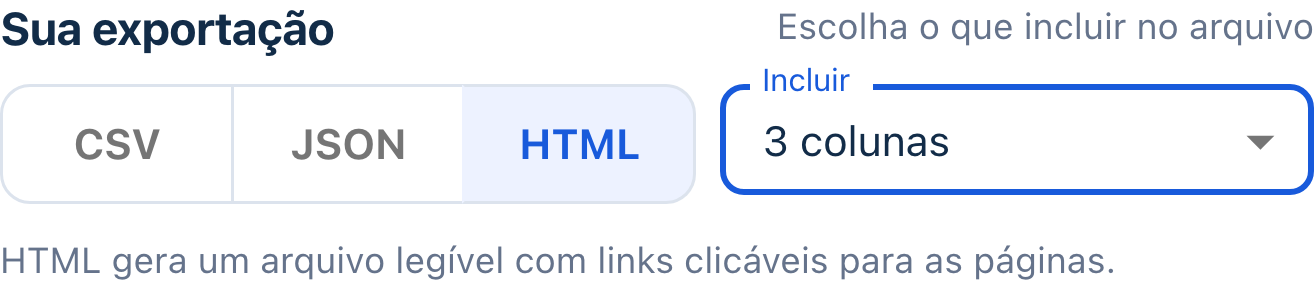 Sua exportação
Escolha o que incluir no arquivo
CSV
JSON
HTML
Incluir
3 colunas
HTML gera um arquivo legível com links clicáveis para as páginas.